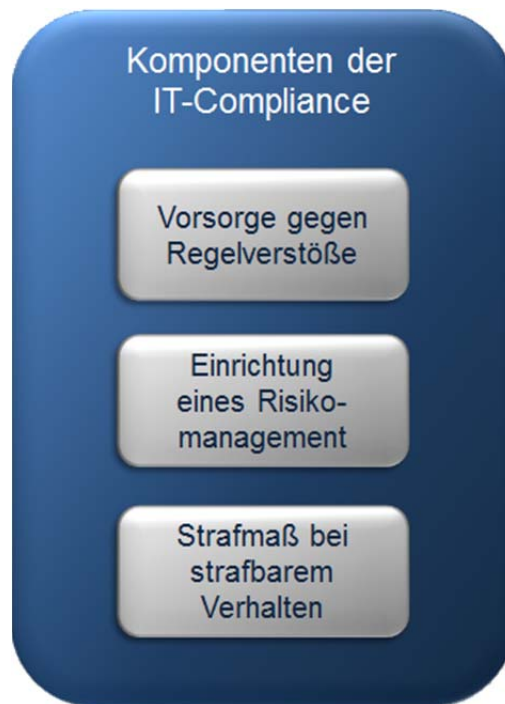 Komponenten der
IT-Compliance
Vorsorge gegen
Regelverstöße
Einrichtung
eines Risiko-
management
Strafmaß bei
strafbarem
Verhalten